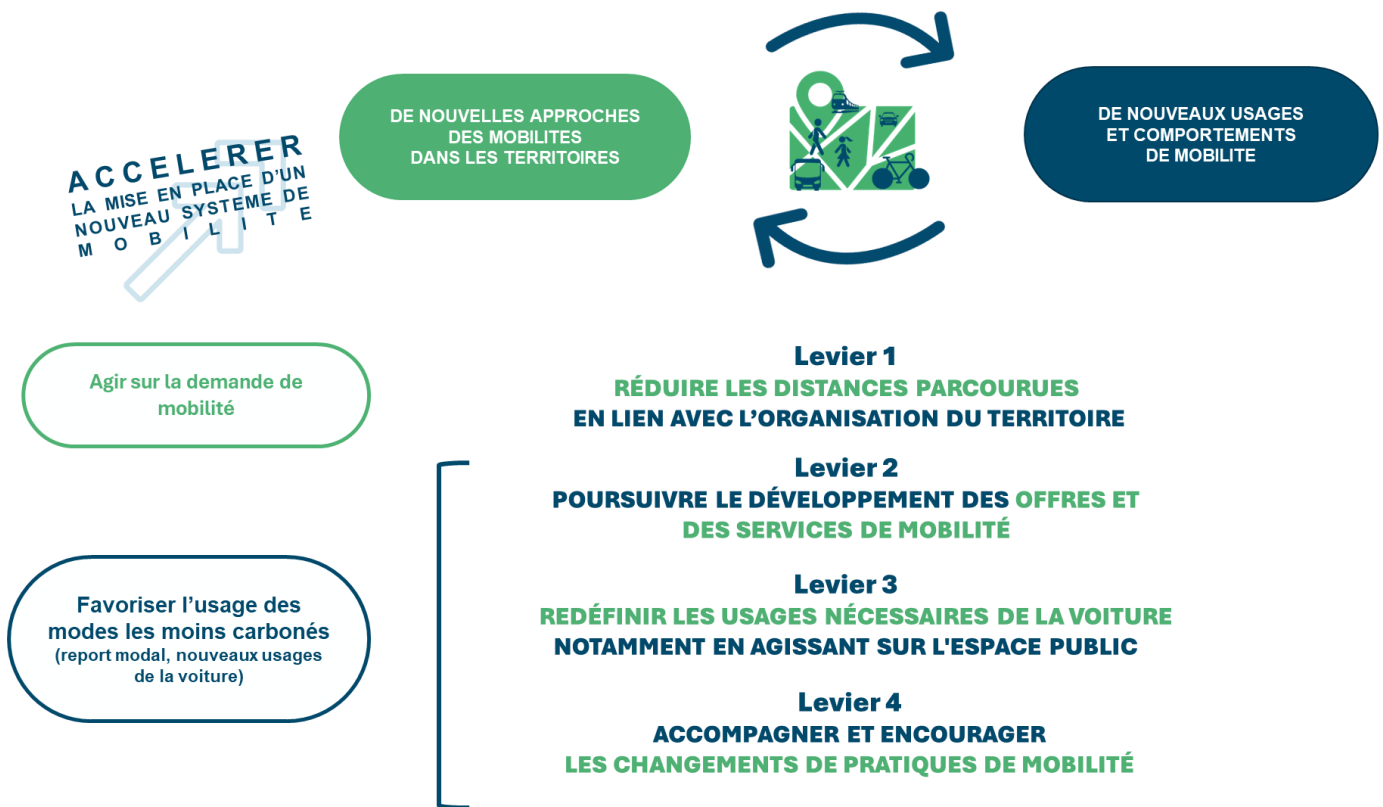 ACCELERER
LA MISE EN PLACE D'UN
NOUVEAU SYSTEME DE
MOBILITE
DE NOUVELLES APPROCHES
DES MOBILITES
DANS LES TERRITOIRES
DE NOUVEAUX USAGES
ET COMPORTEMENTS
DE MOBILITE
Agir sur la demande de
mobilité
Levier 1
RÉDUIRE LES DISTANCES PARCOURUES
EN LIEN AVEC L'ORGANISATION DU TERRITOIRE
Favoriser l'usage des
modes les moins carbonés
(report modal, nouveaux usages
de la voiture)
Levier 2
POURSUIVRE LE DÉVELOPPEMENT DES OFFRES ET
DES SERVICES DE MOBILITÉ
Levier 3
REDÉFINIR LES USAGES NÉCESSAIRES DE LA VOITURE
NOTAMMENT EN AGISSANT SUR L'ESPACE PUBLIC
Levier 4
ACCOMPAGNER ET ENCOURAGER
LES CHANGEMENTS DE PRATIQUES DE MOBILITÉ